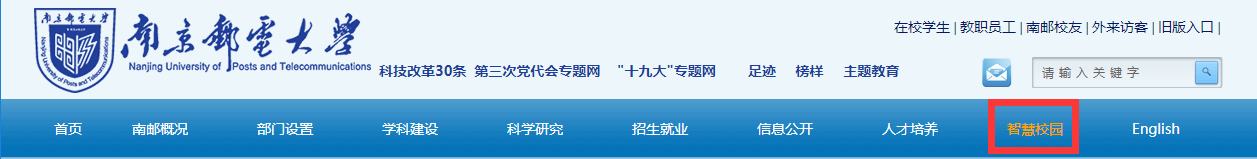 在校学生 | 教职员工 | 南邮校友 | 外来访客 | 旧版入口 |
南京邮电大学
Nanjing University of Posts and Telecommunications
科技改革30条 第三次党代会专题网 "十九大"专题网 足迹 榜样 主题教育
请输入关键字
首页 南邮概况 部门设置 学科建设 科学研究 招生就业 信息公开 人才培养 智慧校园 English